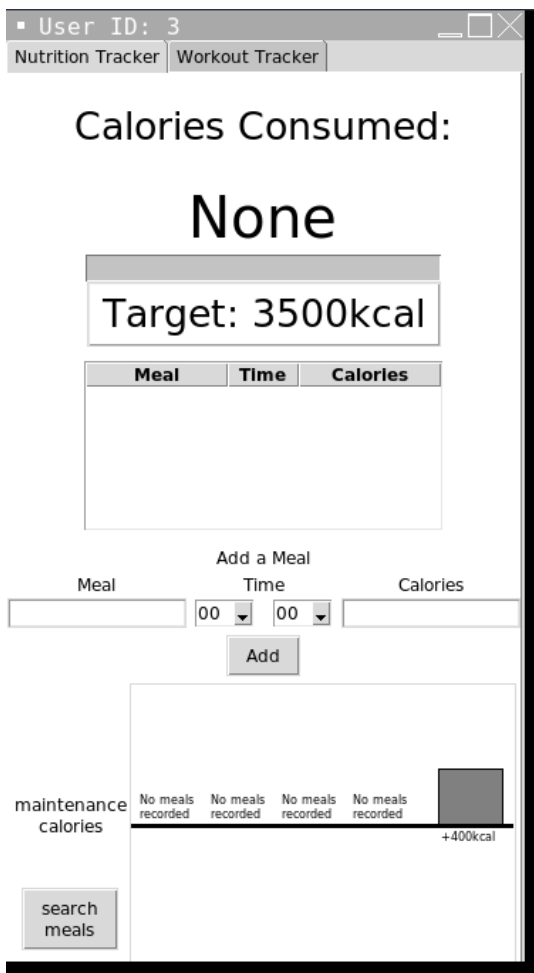 User ID: 3
Nutrition Tracker Workout Tracker
Calories Consumed:
None
Target: 3500kcal
Meal Time Calories
Add a Meal
Meal Time Calories
00 00
Add
No meals No meals No meals No meals
recorded recorded recorded recorded
maintenance
calories
+400kcal
search
meals